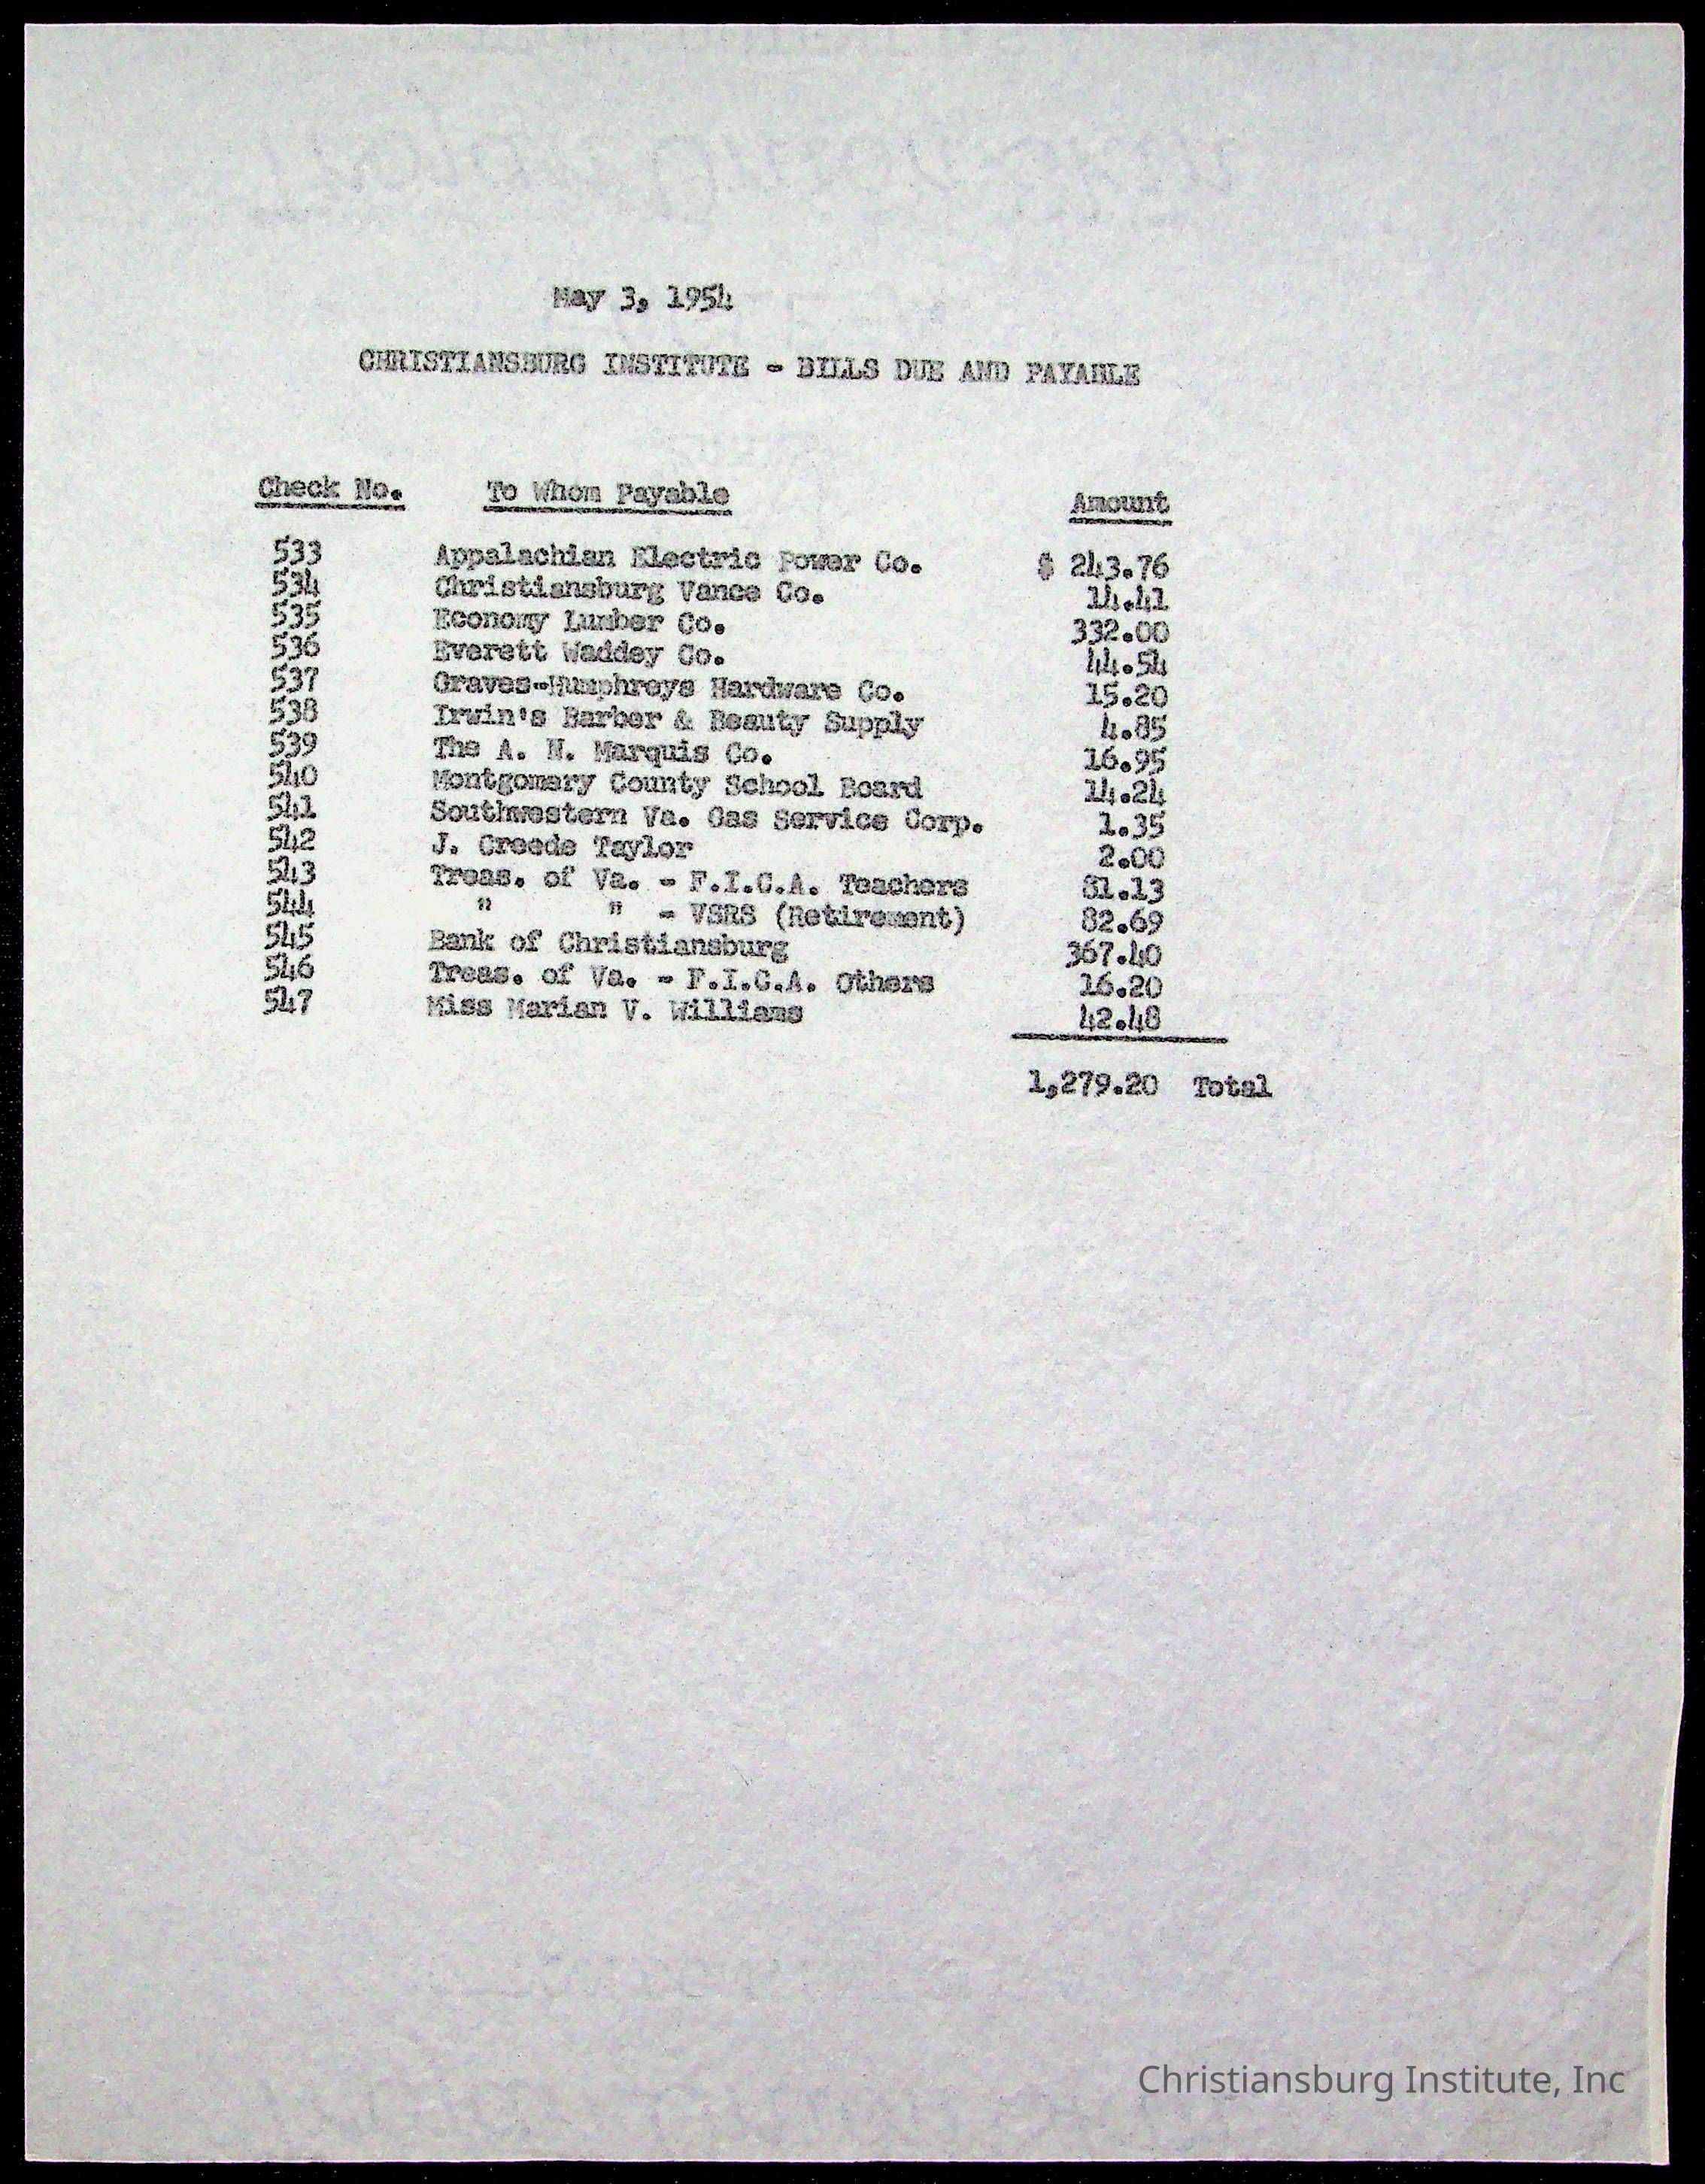 May 3, 1954
CHRISTIANSBURG INSTITUTE - BILLS DUE AND PAYABLE
Check No. To Whom Payable Amount
533 Appalachian Electric Power Co. $ 243.76
534 Christiansburg Vance Co. 14.41
535 Economy Lumber Co. 332.00
536 Everett Waddey Co. 44.54
537 Graves-Humphreys Hardware Co. 15.20
538 Irwin's Barber & Beauty Supply 4.85
539 The A. N. Marquis Co. 16.95
540 Montgomery County School Board 14.24
541 Southwestern Va. Gas Service Corp. 1.35
542 J. Creede Taylor 2.00
543 Treas. of Va. - F.I.C.A. Teachers 81.13
544 " " - VSRS (Retirement) 82.69
545 Bank of Christiansburg 367.40
546 Treas. of Va. - F.I.C.A. Others 16.20
547 Miss Marian V. Williams 42.48
1,279.20 Total
Christiansburg Institute, Inc